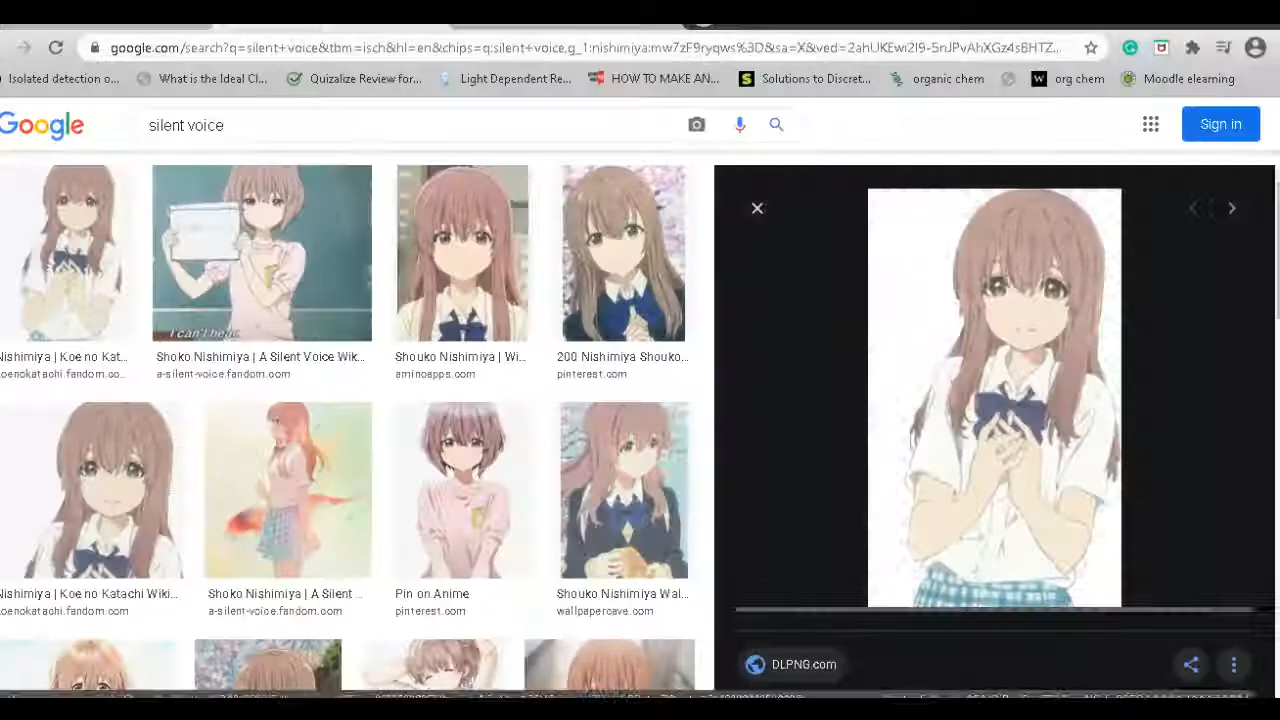 google.com/search?q=silent+voice&tbm=isch&hl=en&chips=q:silent+voice,g_1:nishimiya:mw7zF9ryqws%3D&sa=X&ved=2ahUKEwi2l9-5nJPvAhXGz4sBHTZ...
Isolated detection o... What is the Ideal Cl... Quizalize Review for... Light Dependent Re... HOW TO MAKE AN... Solutions to Discret... organic chem org chem Moodle elearning
Google silent voice Sign in
I can't hear
Nishimiya | Koe no Kat... Shoko Nishimiya | A Silent Voice Wik... Shouko Nishimiya | Wi... 200 Nishimiya Shouko...
koenokatachi.fandom.co... a-silent-voice.fandom.com aminoapps.com pinterest.com
Nishimiya | Koe no Katachi Wiki... Shoko Nishimiya | A Silent ... Pin on Anime Shouko Nishimiya Wal...
koenokatachi.fandom.com a-silent-voice.fandom.com pinterest.com wallpapercave.com
DLPNG.com